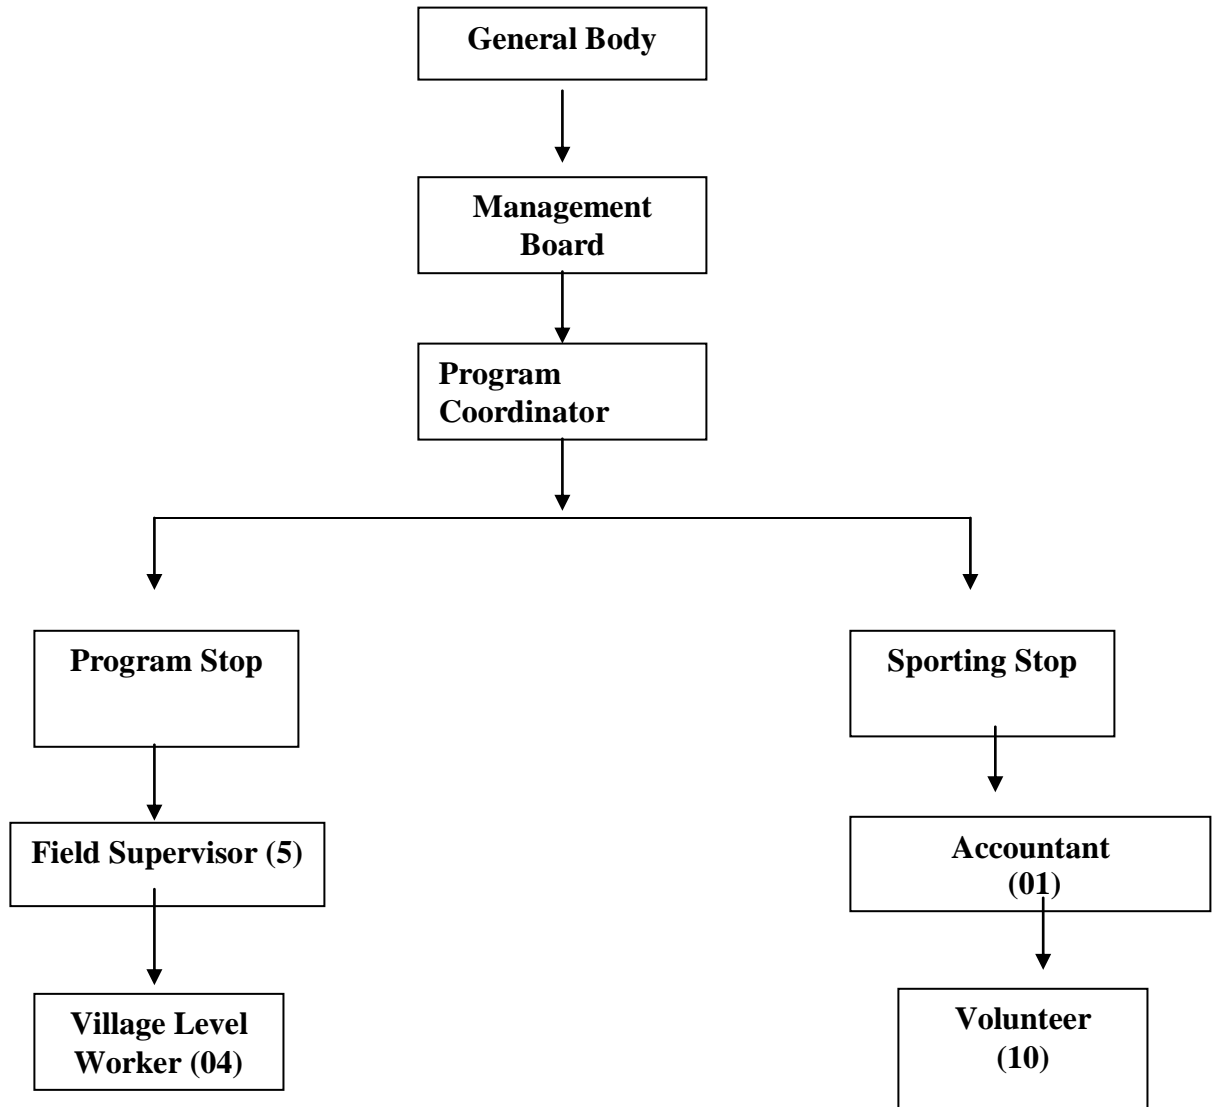 General Body
Management
Board
Program
Coordinator
Program Stop
Sporting Stop
Field Supervisor (5)
Accountant
(01)
Village Level
Worker (04)
Volunteer
(10)